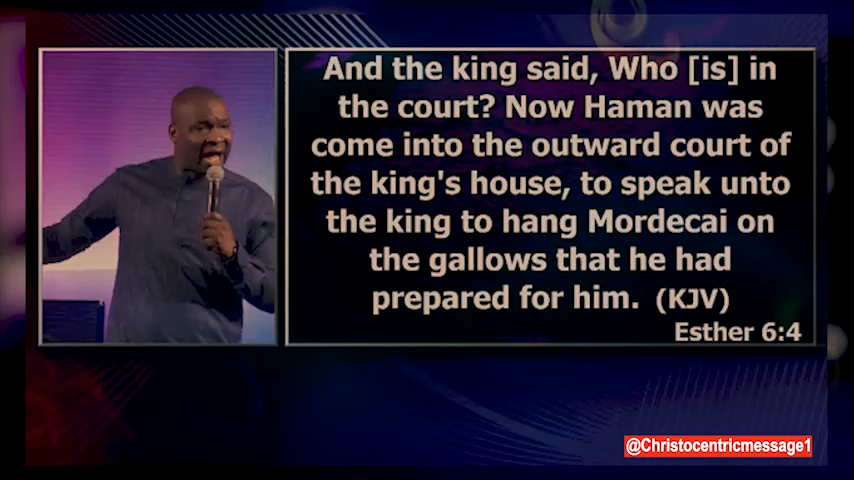 And the king said, Who [is] in
the court? Now Haman was
come into the outward court of
the king's house, to speak unto
the king to hang Mordecai on
the gallows that he had
prepared for him. (KJV)
Esther 6:4
@Christocentricmessage1